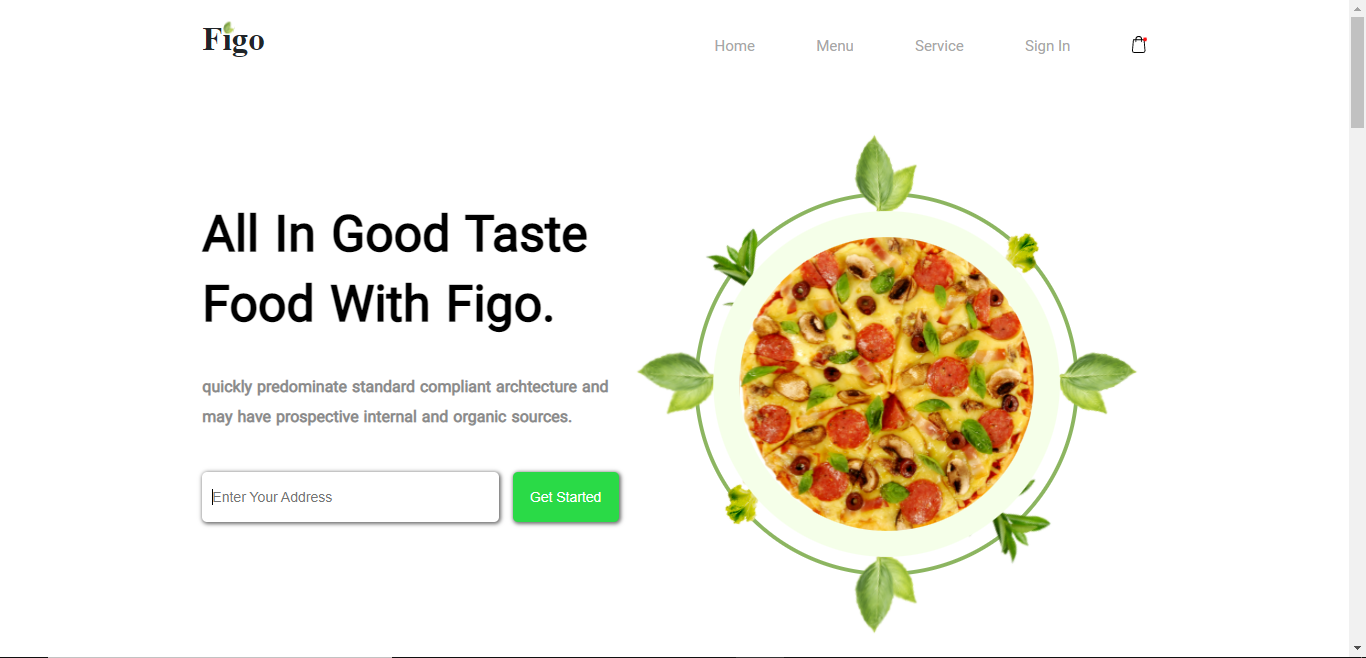 Figo
Home Menu Service Sign In
All In Good Taste
Food With Figo.
quickly predominate standard compliant archtecture and
may have prospective internal and organic sources.
Enter Your Address
Get Started